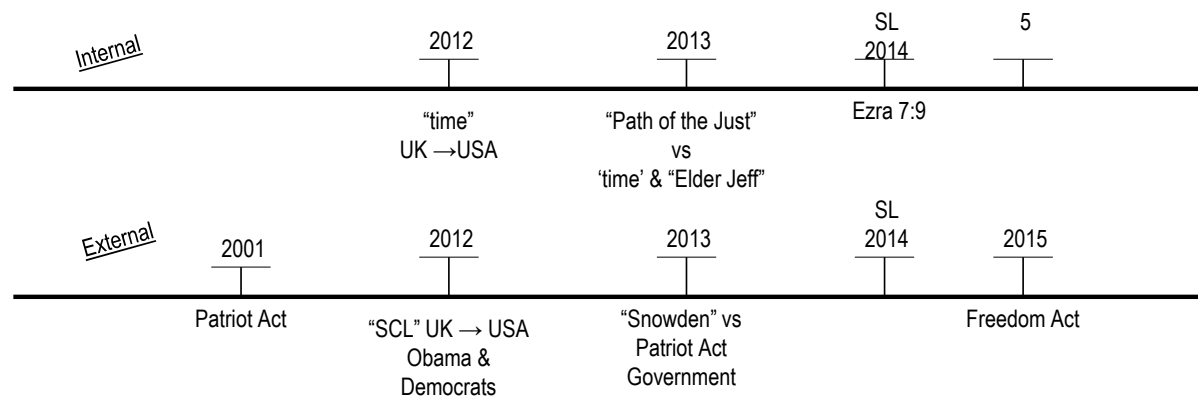 Internal
2012
2013
SL
2014
5
“time”
UK →USA
“Path of the Just”
vs
‘time’ & “Elder Jeff”
Ezra 7:9
External
2001
2012
2013
SL
2014
2015
Patriot Act
“SCL” UK → USA
Obama &
Democrats
“Snowden” vs
Patriot Act
Government
Freedom Act